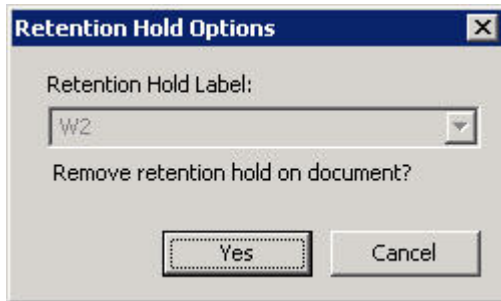 Retention Hold Options
Retention Hold Label:
W2
Remove retention hold on document?
Yes Cancel